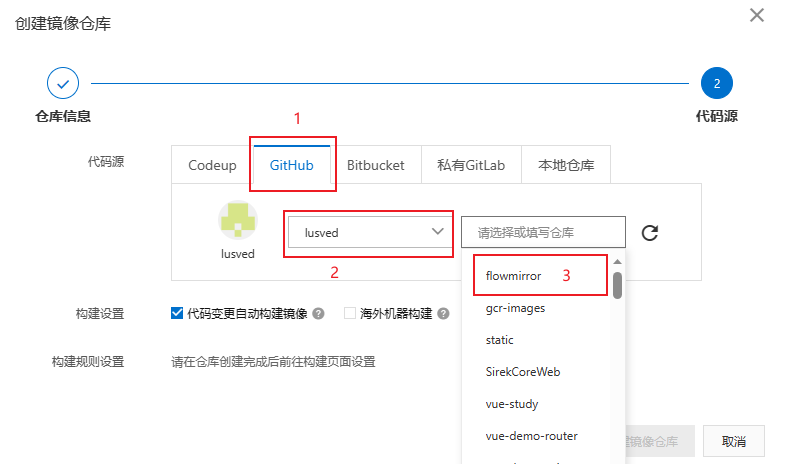 创建镜像仓库
2
仓库信息
代码源
1
代码源
Codeup GitHub Bitbucket 私有GitLab 本地仓库
lusved
lusved
请选择或填写仓库
2
flowmirror 3
gcr-images
static
SirekCoreWeb
vue-study
vue-demo-router
构建设置
代码变更自动构建镜像 ? 海外机器构建 ?
构建规则设置
请在仓库创建完成后前往构建页面设置
镜像仓库 取消